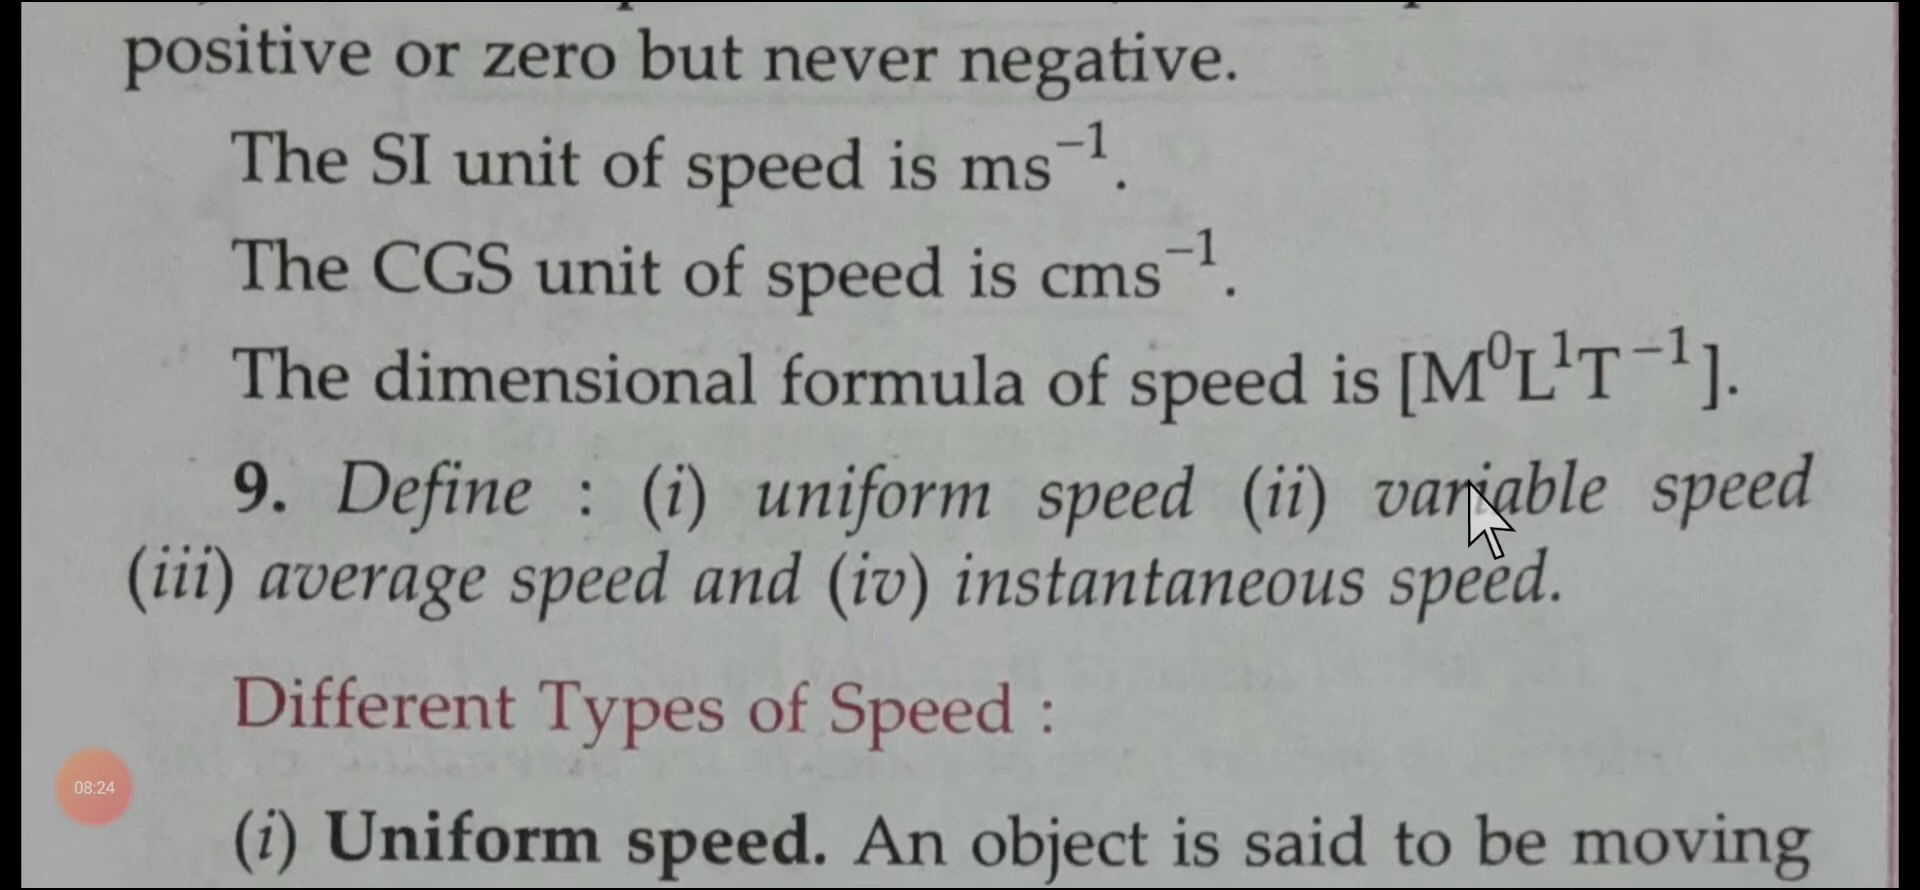 positive or zero but never negative.
The SI unit of speed is ms⁻¹.
The CGS unit of speed is cms⁻¹.
The dimensional formula of speed is [M⁰L¹T⁻¹].
9. Define : (i) uniform speed (ii) variable speed
(iii) average speed and (iv) instantaneous speed.
Different Types of Speed :
08:24
(i) Uniform speed. An object is said to be moving